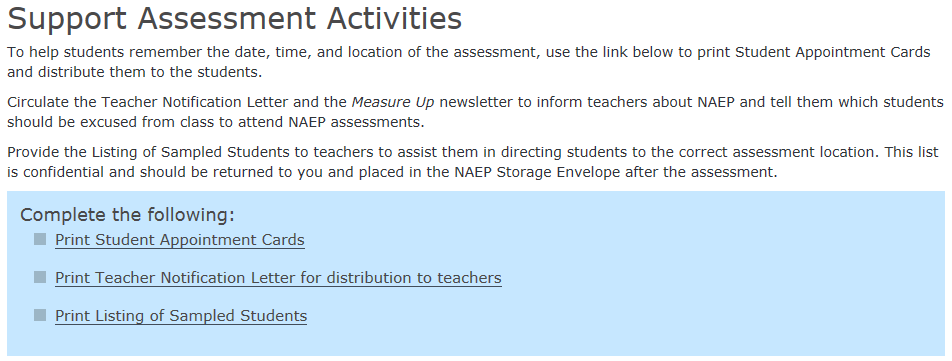 Support Assessment Activities
To help students remember the date, time, and location of the assessment, use the link below to print Student Appointment Cards
and distribute them to the students.
Circulate the Teacher Notification Letter and the Measure Up newsletter to inform teachers about NAEP and tell them which students
should be excused from class to attend NAEP assessments.
Provide the Listing of Sampled Students to teachers to assist them in directing students to the correct assessment location. This list
is confidential and should be returned to you and placed in the NAEP Storage Envelope after the assessment.
Complete the following:
Print Student Appointment Cards
Print Teacher Notification Letter for distribution to teachers
Print Listing of Sampled Students